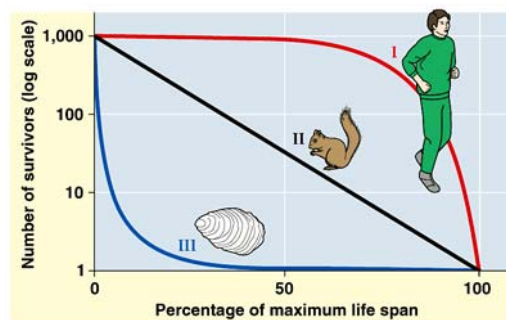 Number of survivors (log scale)
1,000
100
10
1
I
II
III
0
50
100
Percentage of maximum life span